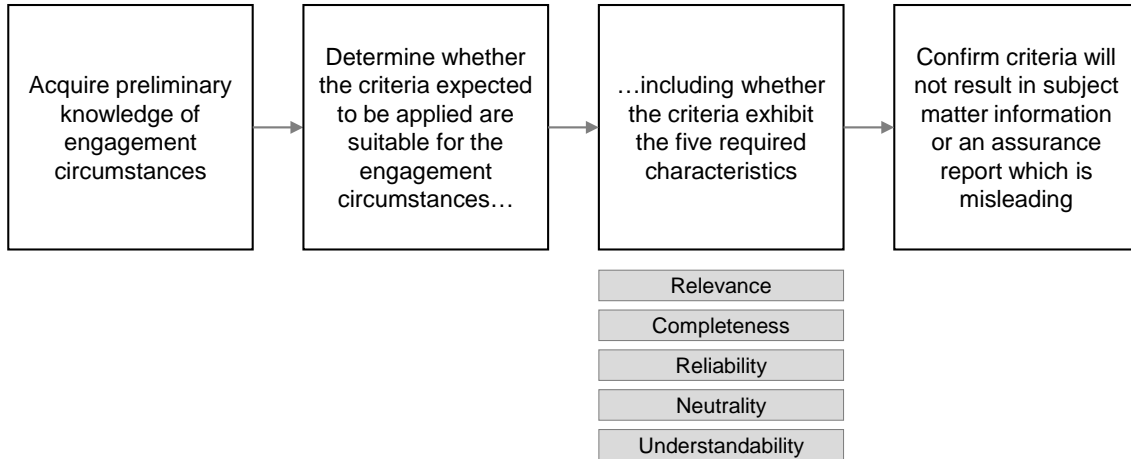 Acquire preliminary
knowledge of
engagement
circumstances
Determine whether
the criteria expected
to be applied are
suitable for the
engagement
circumstances…
…including whether
the criteria exhibit
the five required
characteristics
Confirm criteria will
not result in subject
matter information
or an assurance
report which is
misleading
Relevance
Completeness
Reliability
Neutrality
Understandability